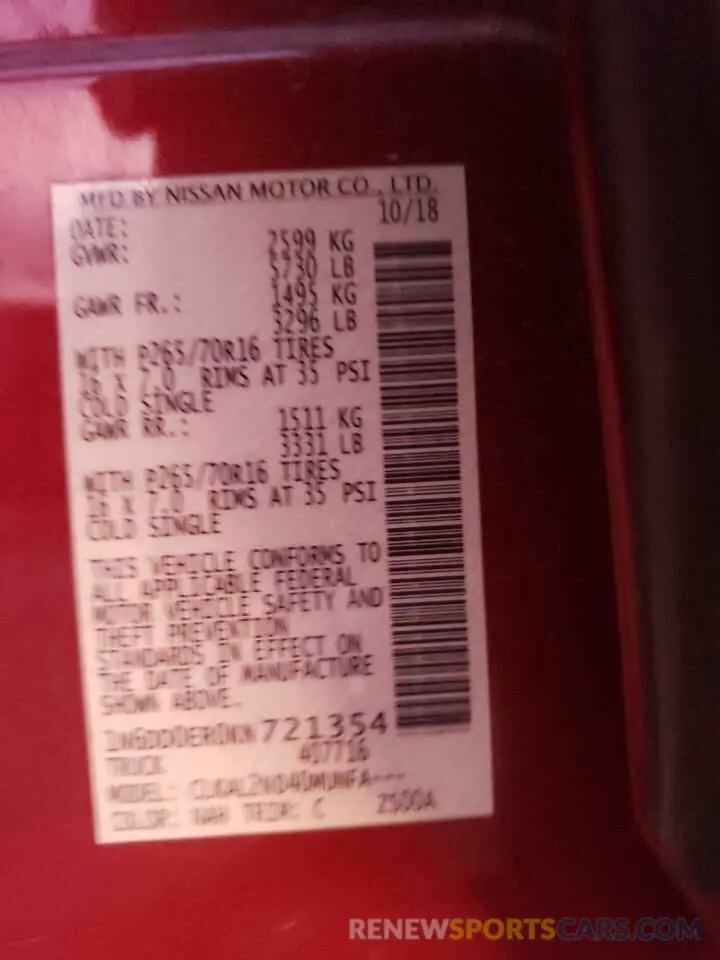 MFD BY NISSAN MOTOR CO., LTD.
DATE: 10/18
GVWR: 2599 KG
5730 LB
GAWR FR.: 1495 KG
3296 LB
WITH P265/70R16 TIRES
16 X 7.0 RIMS AT 35 PSI
COLD SINGLE
GAWR RR.: 1511 KG
3331 LB
WITH P265/70R16 TIRES
16 X 7.0 RIMS AT 35 PSI
COLD SINGLE
THIS VEHICLE CONFORMS TO
ALL APPLICABLE FEDERAL
MOTOR VEHICLE SAFETY AND
THEFT PREVENTION
STANDARDS IN EFFECT ON
THE DATE OF MANUFACTURE
SHOWN ABOVE.
1N6DD0ER0KN721354
TRUCK 407716
MODEL:
COLOR: NAH TRIM: C 2S00A
RENEWSPORTSCARS.COM